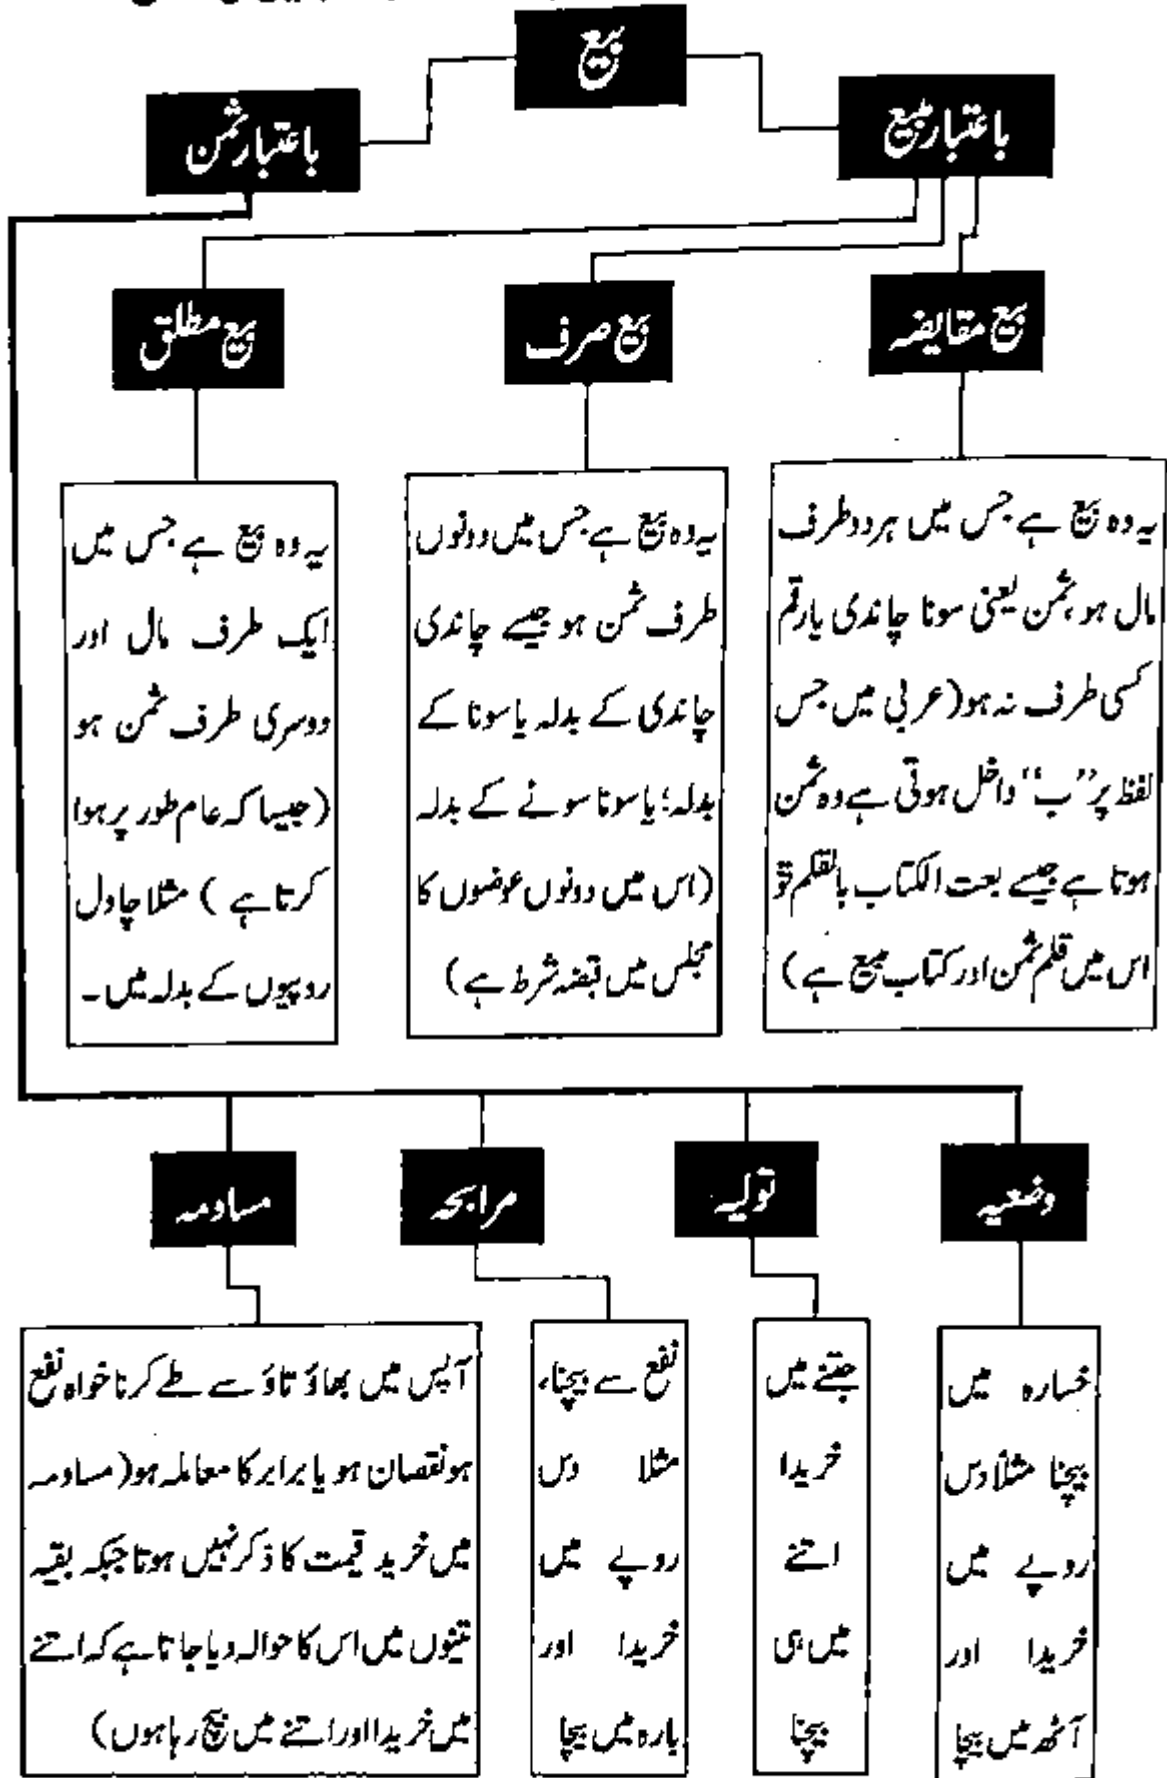 بیع
باعتبار مبیع
باعتبار ثمن
بیع مقایضہ
بیع صرف
بیع مطلق
یہ وہ بیع ہے جس میں ہر دو طرف
مال ہو، ثمن یعنی سونا چاندی یا رقم
کسی طرف نہ ہو (عربی میں جس
لفظ پر ”ب“ داخل ہوتی ہے وہ ثمن
ہوتا ہے جیسے بعت الکتاب بالقلم تو
اس میں قلم ثمن اور کتاب مبیع ہے)
یہ وہ بیع ہے جس میں دونوں
طرف ثمن ہو جیسے چاندی
چاندی کے بدلہ یا سونا کے
بدلہ؛ یا سونا سونے کے بدلہ
(اس میں دونوں عوضوں کا
مجلس میں قبضہ شرط ہے)
یہ وہ بیع ہے جس میں
ایک طرف مال اور
دوسری طرف ثمن ہو
(جیسا کہ عام طور پر ہوا
کرتا ہے) مثلا چاول
روپیوں کے بدلہ میں۔
وضعیہ
تولیہ
مرابحہ
مساومہ
خسارہ میں
بیچنا مثلاً دس
روپے میں
خریدا اور
آٹھ میں بیچا
جتنے میں
خریدا
اتنے
میں ہی
بیچنا
نفع سے بیچنا،
مثلا دس
روپے میں
خریدا اور
بارہ میں بیچا
آپس میں بھاؤ تاؤ سے طے کرنا خواہ نفع
ہو نقصان ہو یا برابر کا معاملہ ہو (مساومہ
میں خرید قیمت کا ذکر نہیں ہوتا جبکہ بقیہ
تینوں میں اس کا حوالہ دیا جاتا ہے کہ اتنے
میں خریدا اور اتنے میں بیچ رہا ہوں)